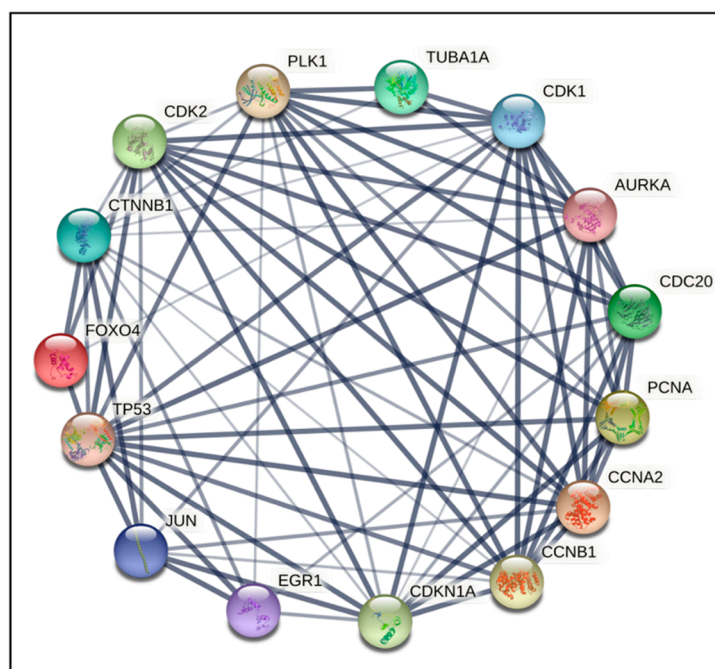 PLK1
TUBA1A
CDK1
CDK2
AURKA
CTNNB1
CDC20
FOXO4
PCNA
TP53
CCNA2
JUN
CCNB1
EGR1
CDKN1A